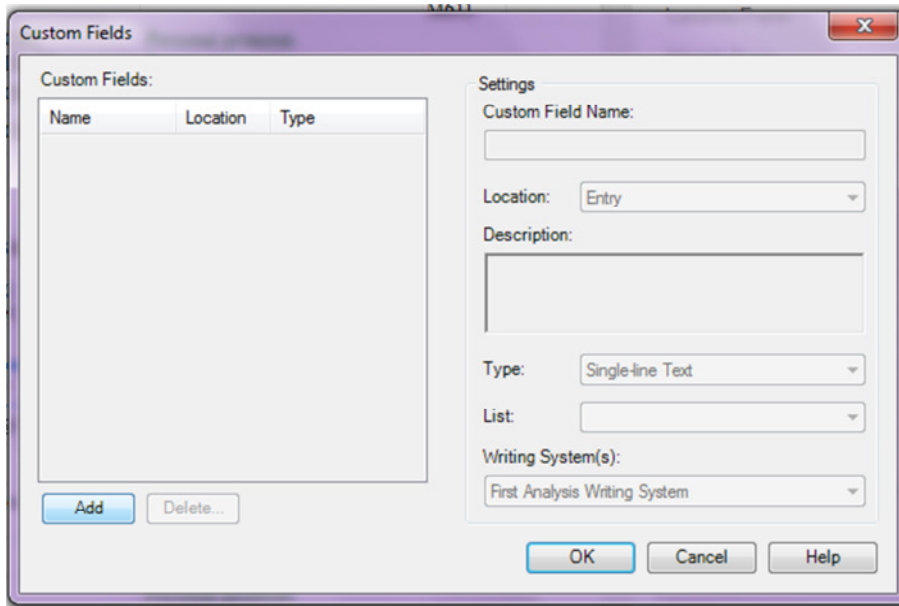 Custom Fields
Custom Fields:
Name Location Type
Add Delete...
Settings
Custom Field Name:
Location: Entry
Description:
Type: Single-line Text
List:
Writing System(s):
First Analysis Writing System
OK Cancel Help